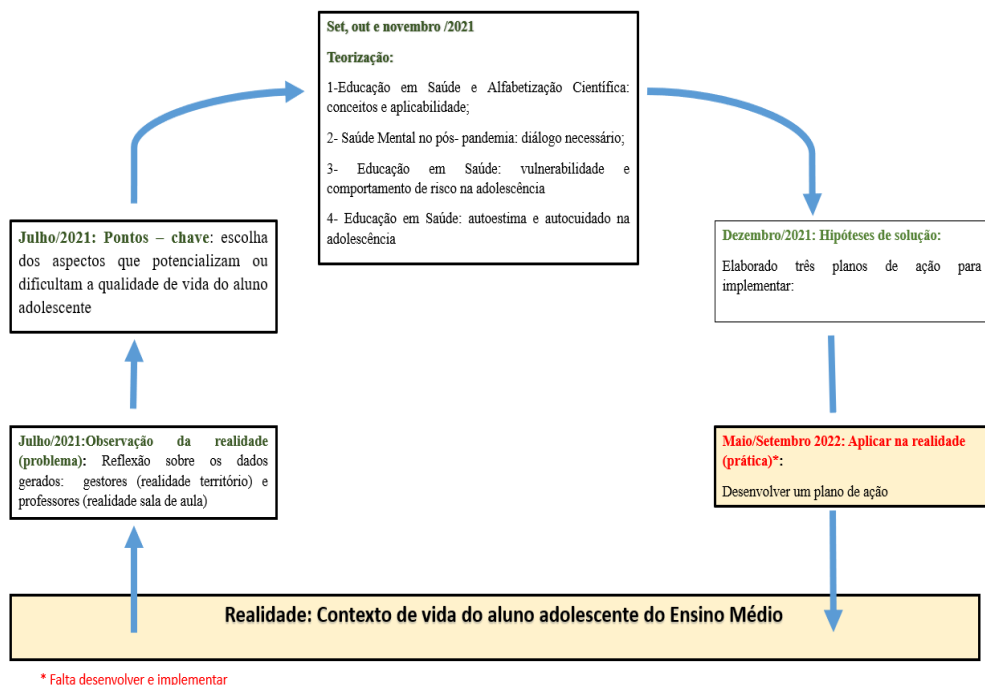 Set, out e novembro /2021
Teorização:
1-Educação em Saúde e Alfabetização Científica:
conceitos e aplicabilidade;
2- Saúde Mental no pós- pandemia: diálogo necessário;
3- Educação em Saúde: vulnerabilidade e
comportamento de risco na adolescência
4- Educação em Saúde: autoestima e autocuidado na
adolescência
Julho/2021: Pontos – chave: escolha
dos aspectos que potencializam ou
dificultam a qualidade de vida do aluno
adolescente
Dezembro/2021: Hipóteses de solução:
Elaborado três planos de ação para
implementar:
Julho/2021:Observação da realidade
(problema): Reflexão sobre os dados
gerados: gestores (realidade território) e
professores (realidade sala de aula)
Maio/Setembro 2022: Aplicar na realidade
(prática)*:
Desenvolver um plano de ação
Realidade: Contexto de vida do aluno adolescente do Ensino Médio
* Falta desenvolver e implementar